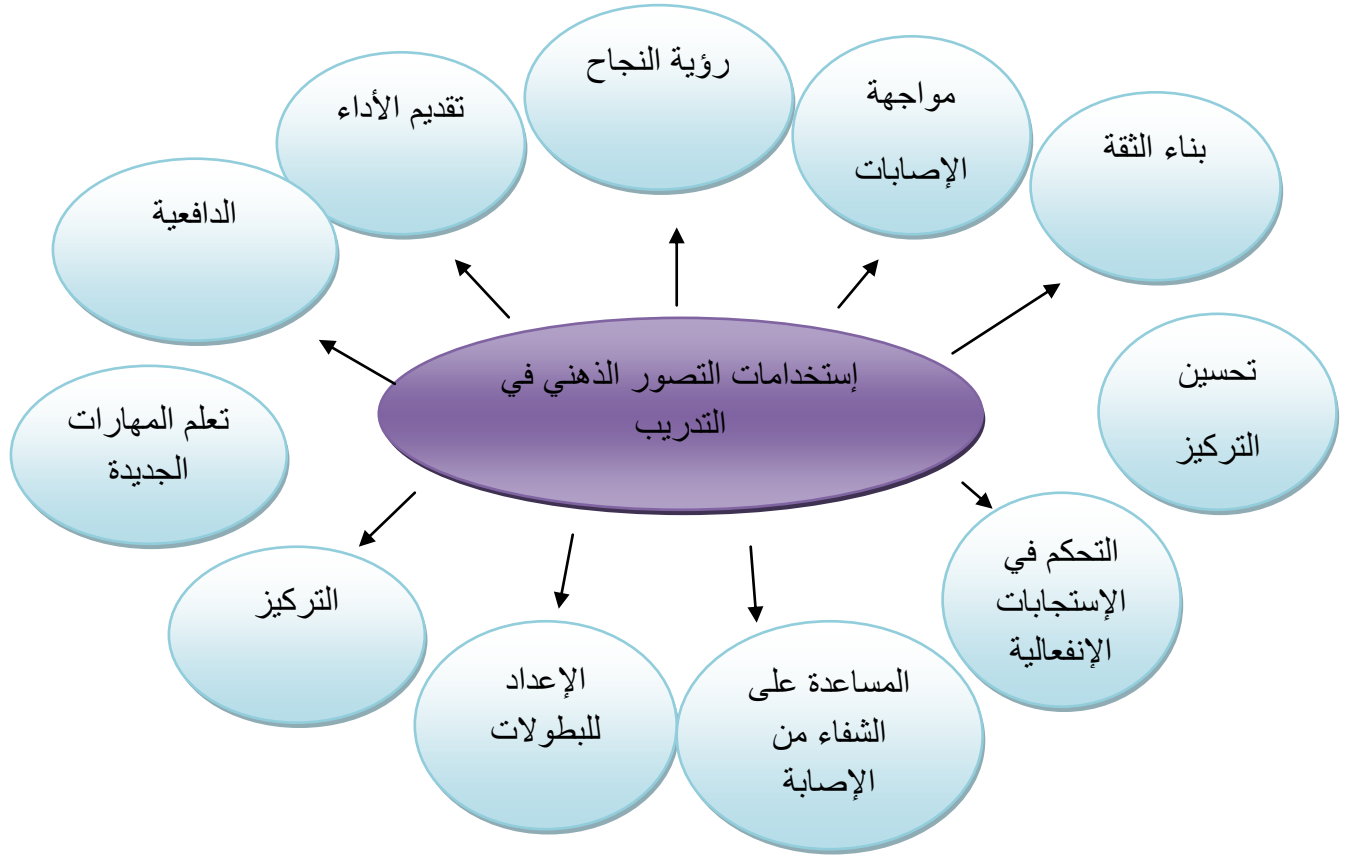 رؤية النجاح
مواجهة
الإصابات
بناء الثقة
تقديم الأداء
الدافعية
إستخدامات التصور الذهني في
التدريب
تحسين
التركيز
تعلم المهارات
الجديدة
التحكم في
الإستجابات
الإنفعالية
التركيز
الإعداد
للبطولات
المساعدة على
الشفاء من
الإصابة